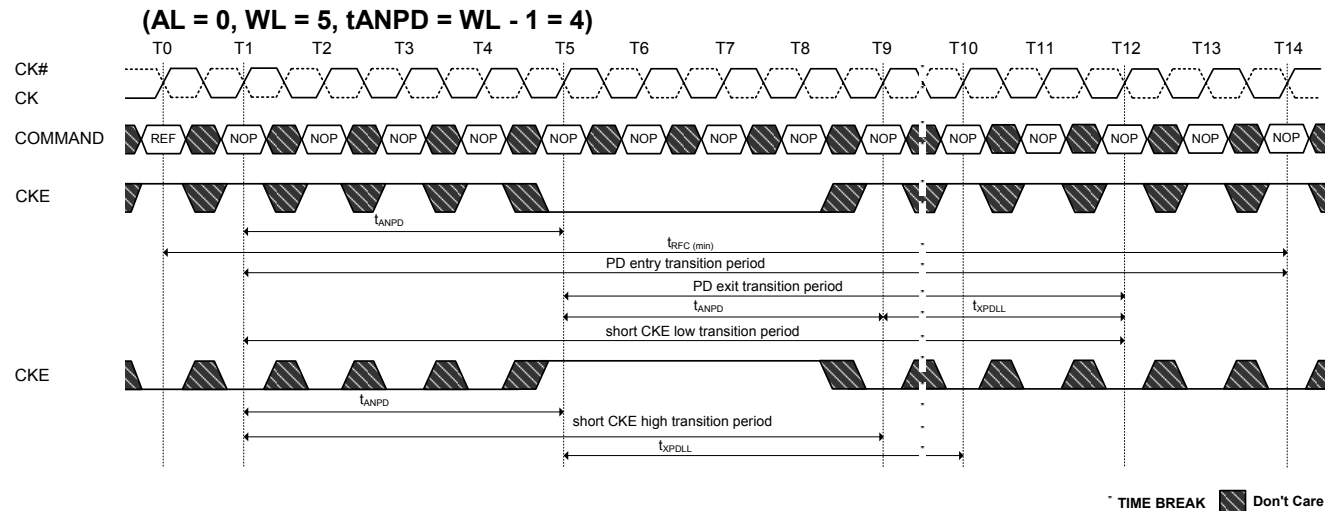 (AL = 0, WL = 5, tANPD = WL - 1 = 4)
T0 T1 T2 T3 T4 T5 T6 T7 T8 T9 T10 T11 T12 T13 T14
CK#
CK
COMMAND REF NOP NOP NOP NOP NOP NOP NOP NOP NOP NOP NOP NOP NOP NOP
CKE
tANPD
tRFC (min)
PD entry transition period
PD exit transition period
tANPD tXPDLL
short CKE low transition period
CKE
tANPD
short CKE high transition period
tXPDLL
TIME BREAK Don't Care